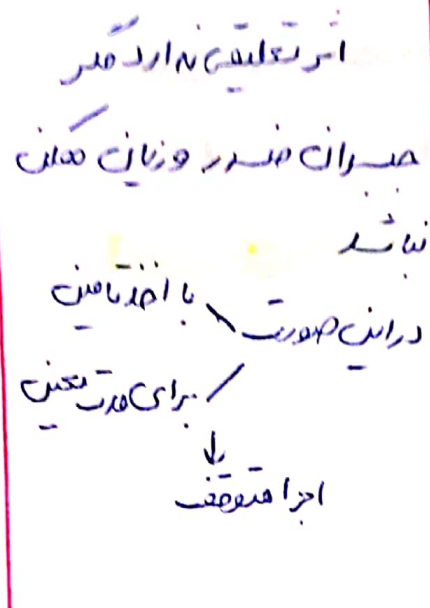 اثر تعلیقی ندارد مگر
جبران ضرر و زیان ممکن
نباشد
با اخذ تامین
در این صورت
برای مدت معین
↓
اجرا متوقف